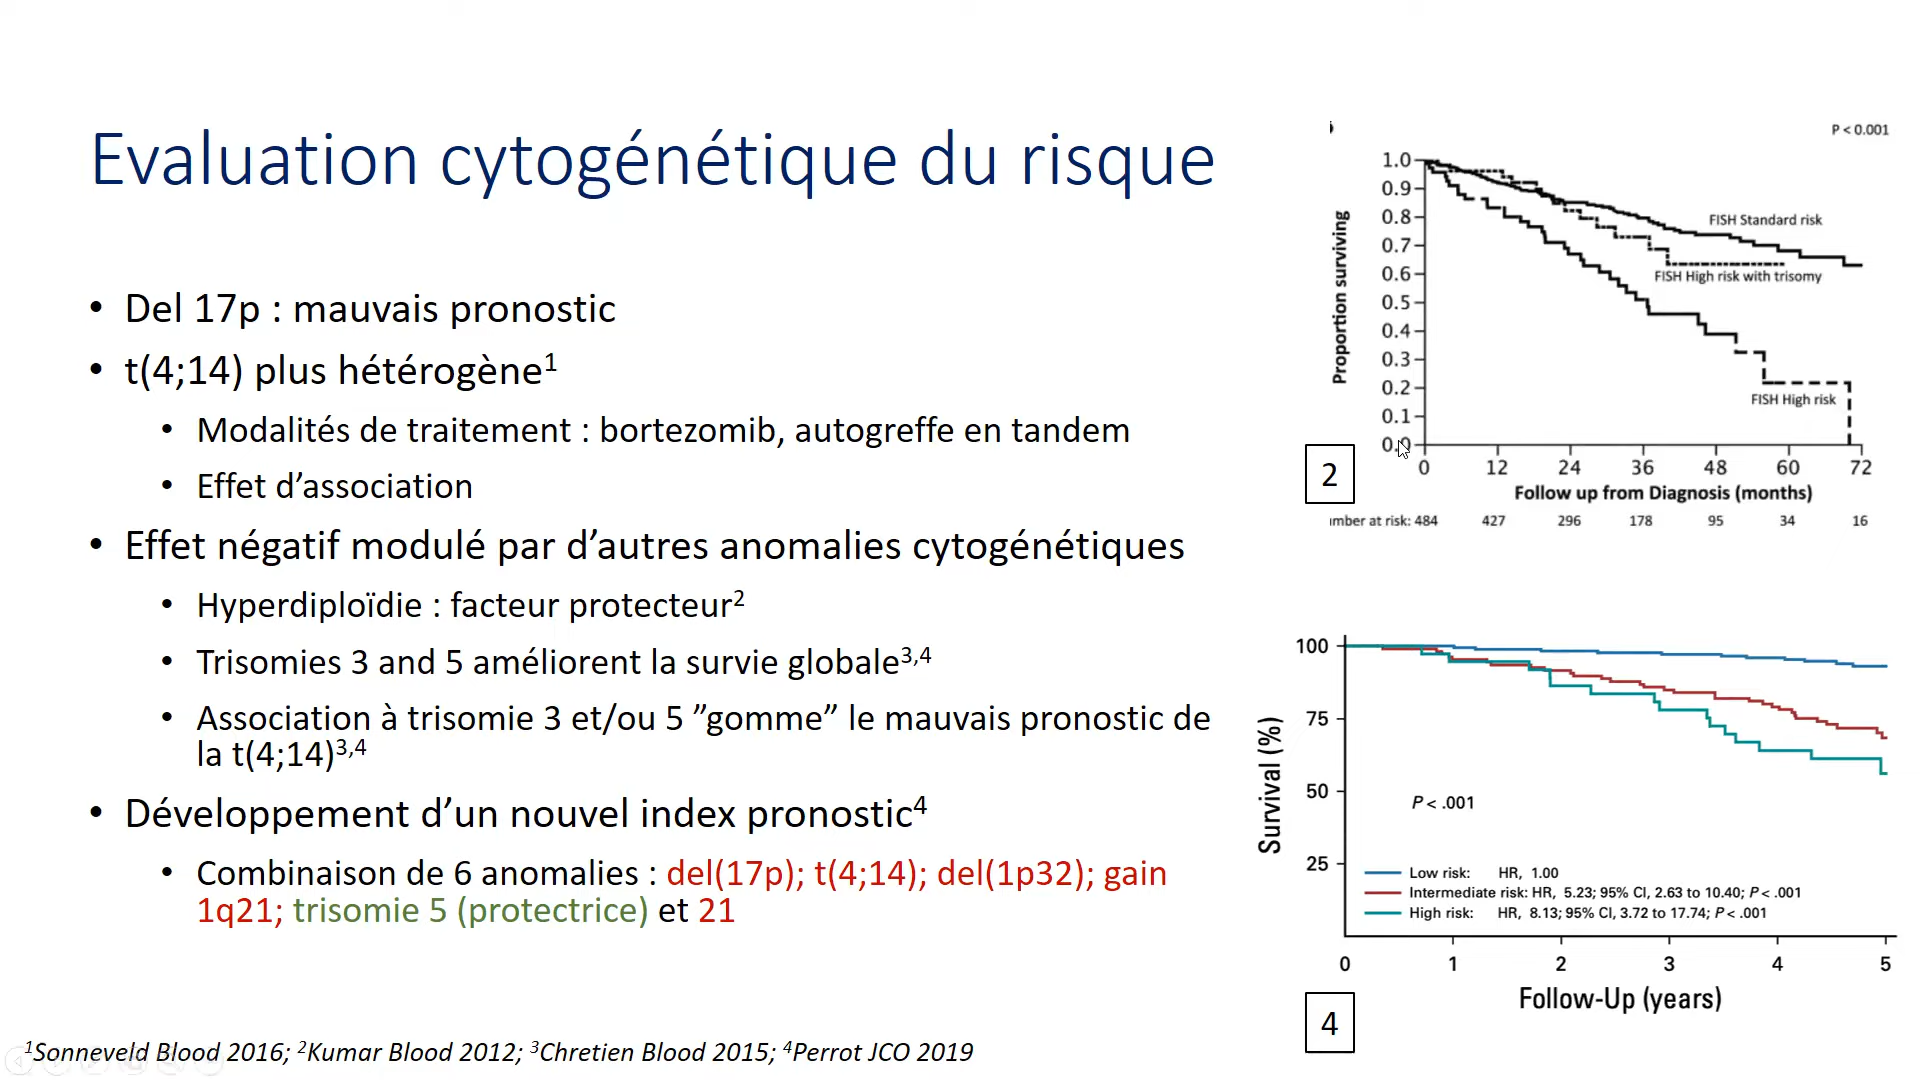 Evaluation cytogénétique du risque
• Del 17p : mauvais pronostic
• t(4;14) plus hétérogène1
• Modalités de traitement : bortezomib, autogreffe en tandem
• Effet d’association
• Effet négatif modulé par d’autres anomalies cytogénétiques
• Hyperdiploïdie : facteur protecteur2
• Trisomies 3 and 5 améliorent la survie globale3,4
• Association à trisomie 3 et/ou 5 ”gomme” le mauvais pronostic de
la t(4;14)3,4
• Développement d’un nouvel index pronostic4
• Combinaison de 6 anomalies : del(17p); t(4;14); del(1p32); gain
1q21; trisomie 5 (protectrice) et 21
1Sonneveld Blood 2016; 2Kumar Blood 2012; 3Chretien Blood 2015; 4Perrot JCO 2019
P < 0.001
Proportion surviving
1.0
0.9
0.8
0.7
0.6
0.5
0.4
0.3
0.2
0.1
0.0
FISH Standard risk
FISH High risk with trisomy
FISH High risk
0 12 24 36 48 60 72
Follow up from Diagnosis (months)
mber at risk: 484 427 296 178 95 34 16
2
Survival (%)
100
75
50
25
P < .001
Low risk: HR, 1.00
Intermediate risk: HR, 5.23; 95% CI, 2.63 to 10.40; P < .001
High risk: HR, 8.13; 95% CI, 3.72 to 17.74; P < .001
0 1 2 3 4 5
Follow-Up (years)
4